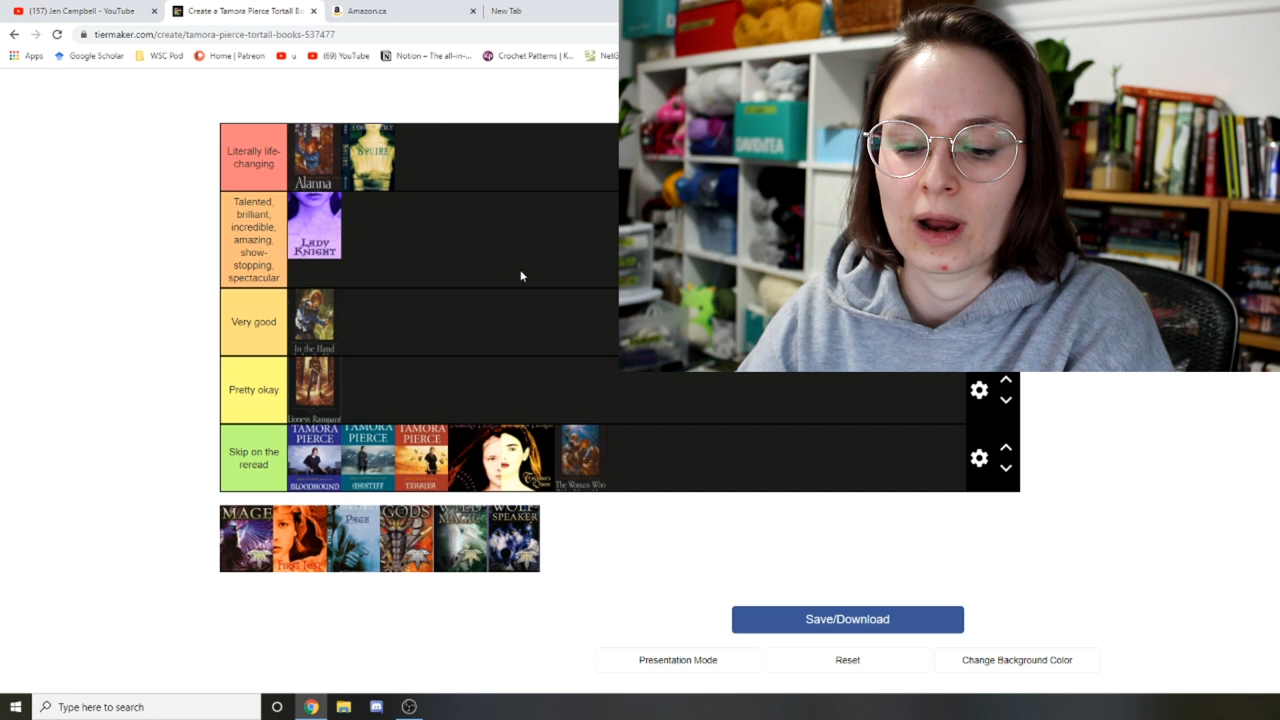 (157) Jen Campbell - YouTube
Create a Tamora Pierce Tortall Bo
Amazon.ca
New Tab
tiermaker.com/create/tamora-pierce-tortall-books-537477
Apps
Google Scholar
WSC Pod
Home | Patreon
u
(69) YouTube
Notion – The all-in-...
Crochet Patterns | K...
NetG
Literally life-
changing
Alanna
SQUIRE
Talented,
brilliant,
incredible,
amazing,
show-
stopping,
spectacular
LADY
KNIGHT
Very good
In the Hand
Pretty okay
Lioness Rampant
Skip on the
reread
TAMORA
PIERCE
BLOODHOUND
TAMORA
PIERCE
MASTIFF
TAMORA
PIERCE
TERRIER
Queen
The Woman Who
MAGE
FIRST TEST
PAGE
GODS
WILD
MAGIC
WOLF
SPEAKER
DAVIDsTEA
Save/Download
Presentation Mode
Reset
Change Background Color
Type here to search